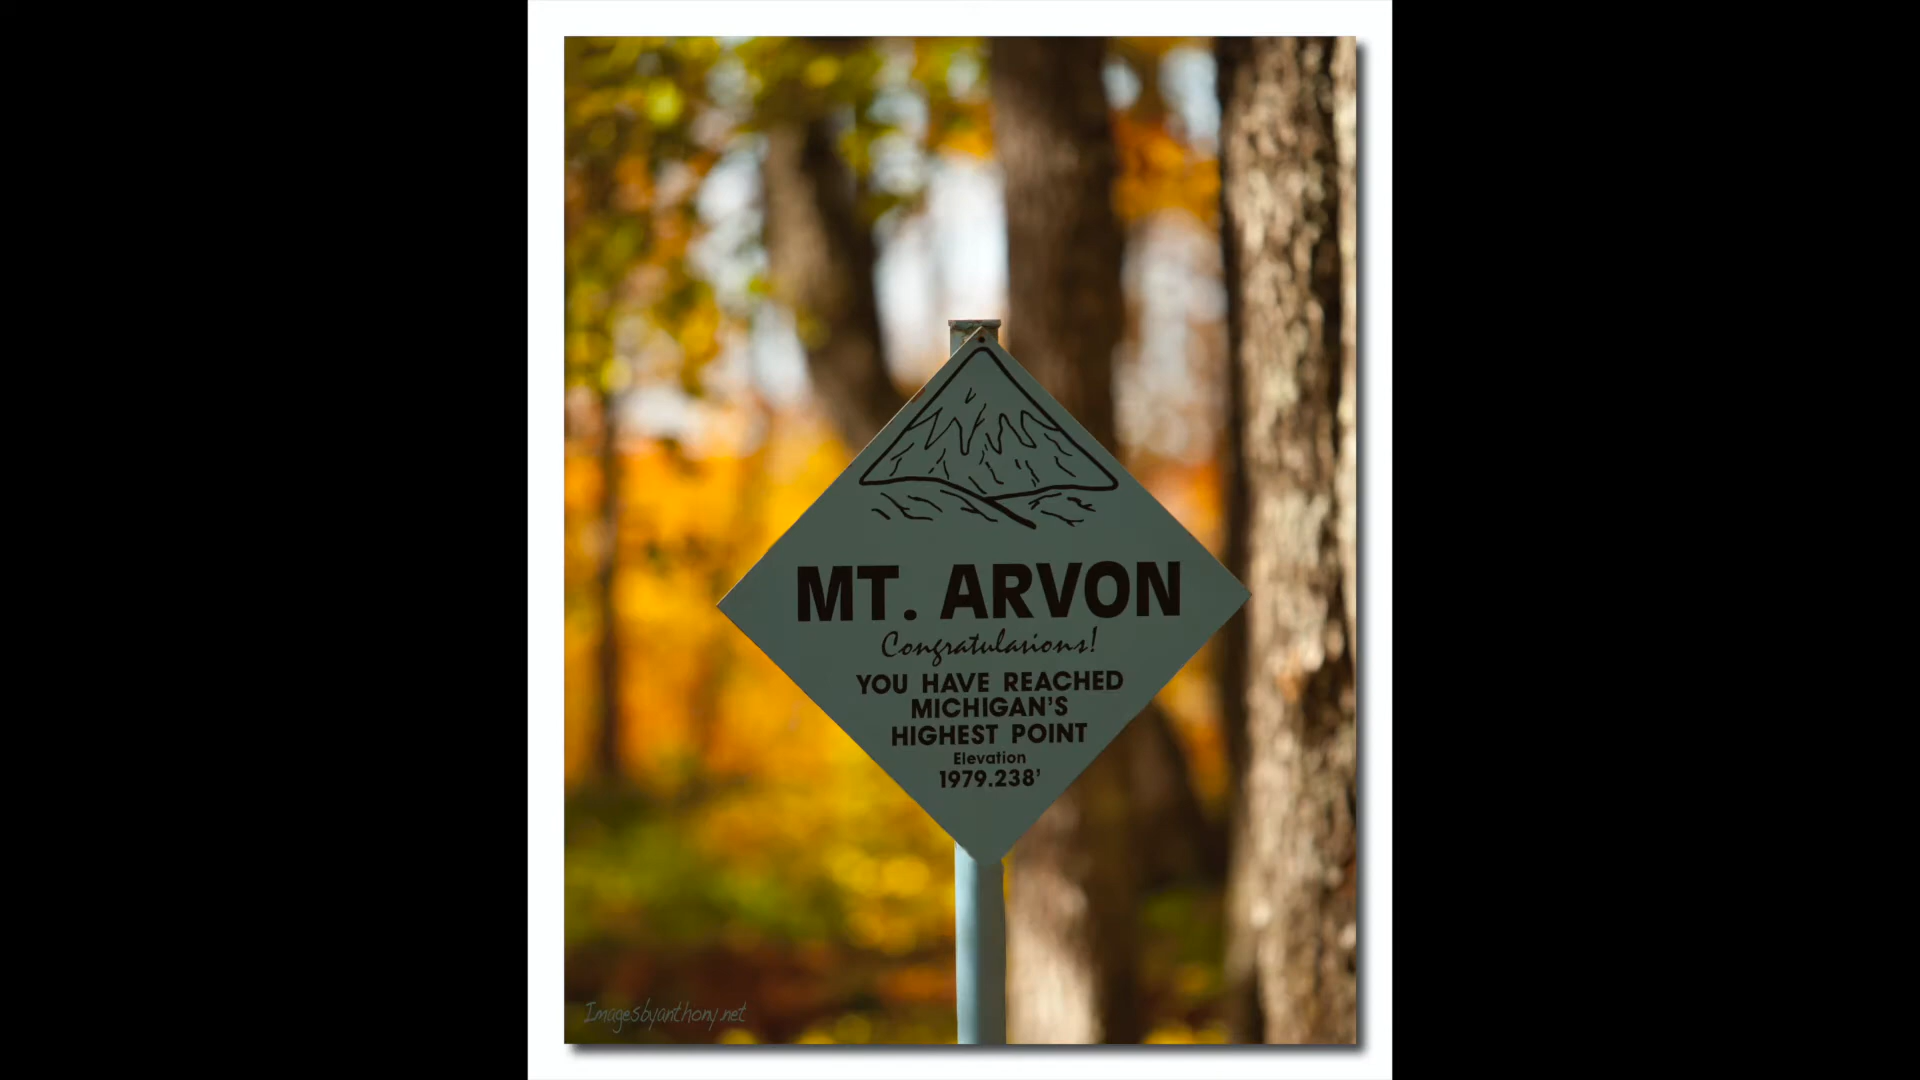 MT. ARVON
Congratulasions!
YOU HAVE REACHED
MICHIGAN'S
HIGHEST POINT
Elevation
1979.238'
Imagesbyanthony.net